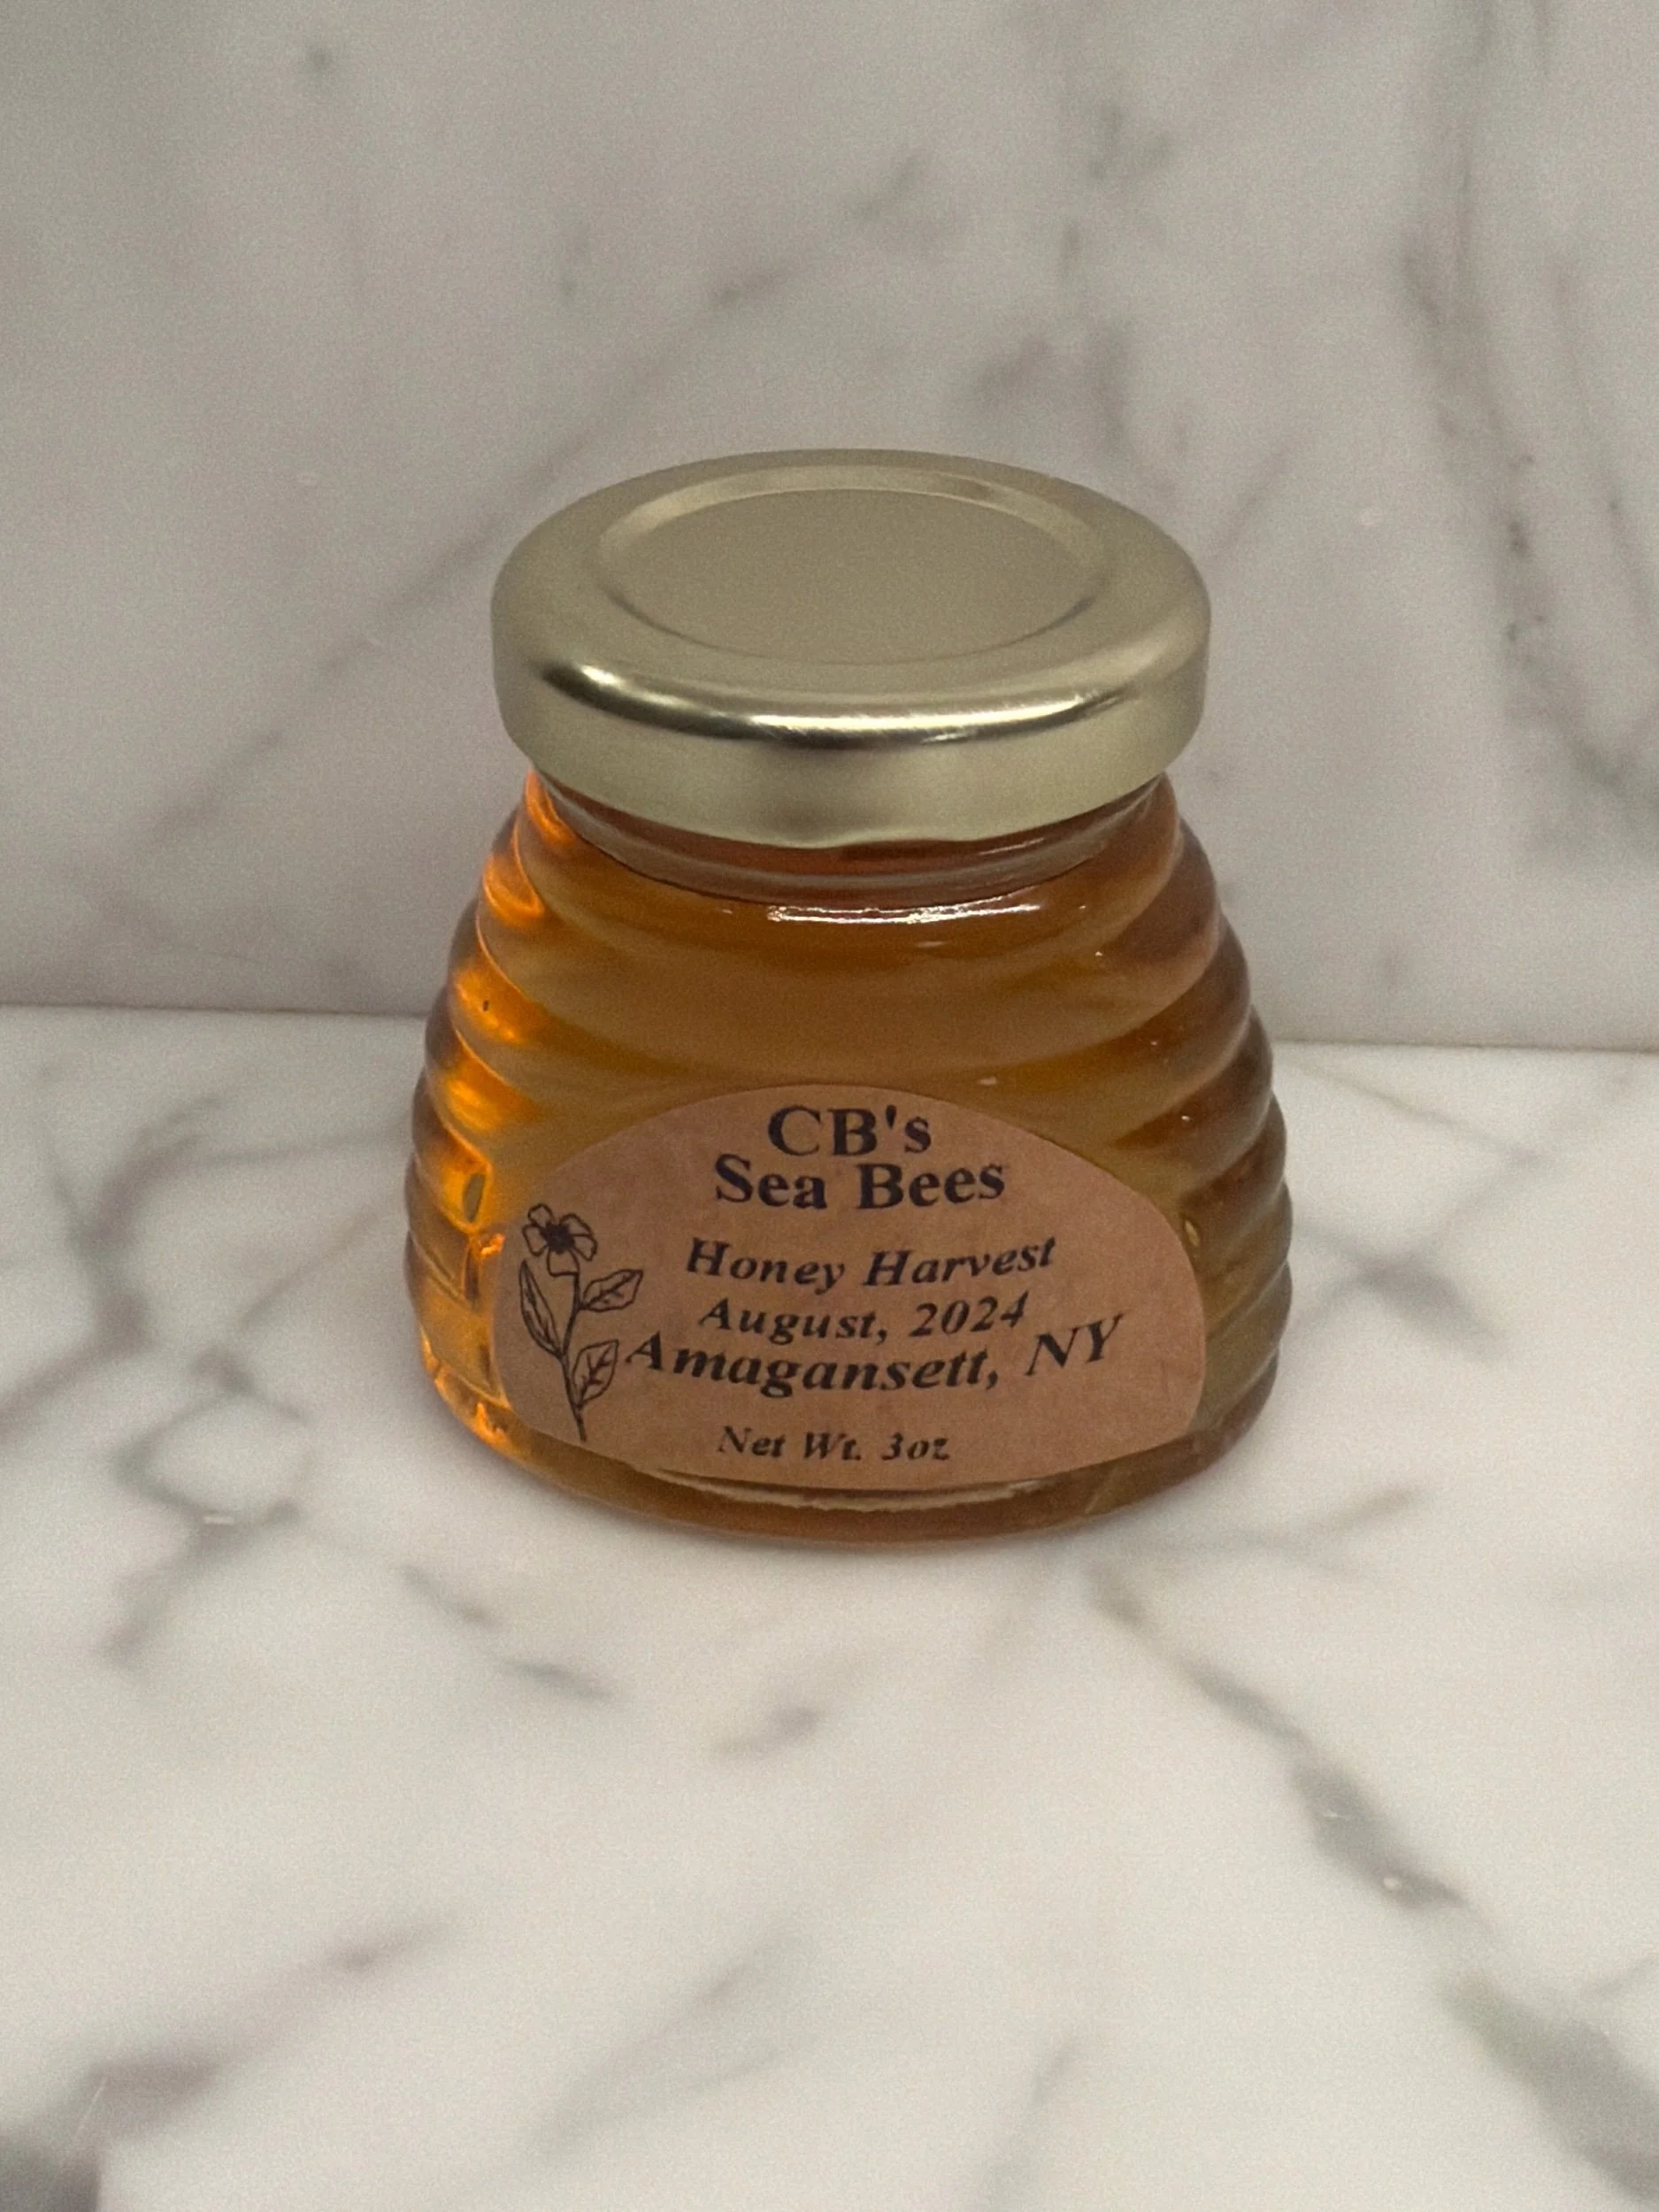 CB's
Sea Bees
Honey Harvest
August, 2024
Amagansett, NY
Net Wt. 3oz